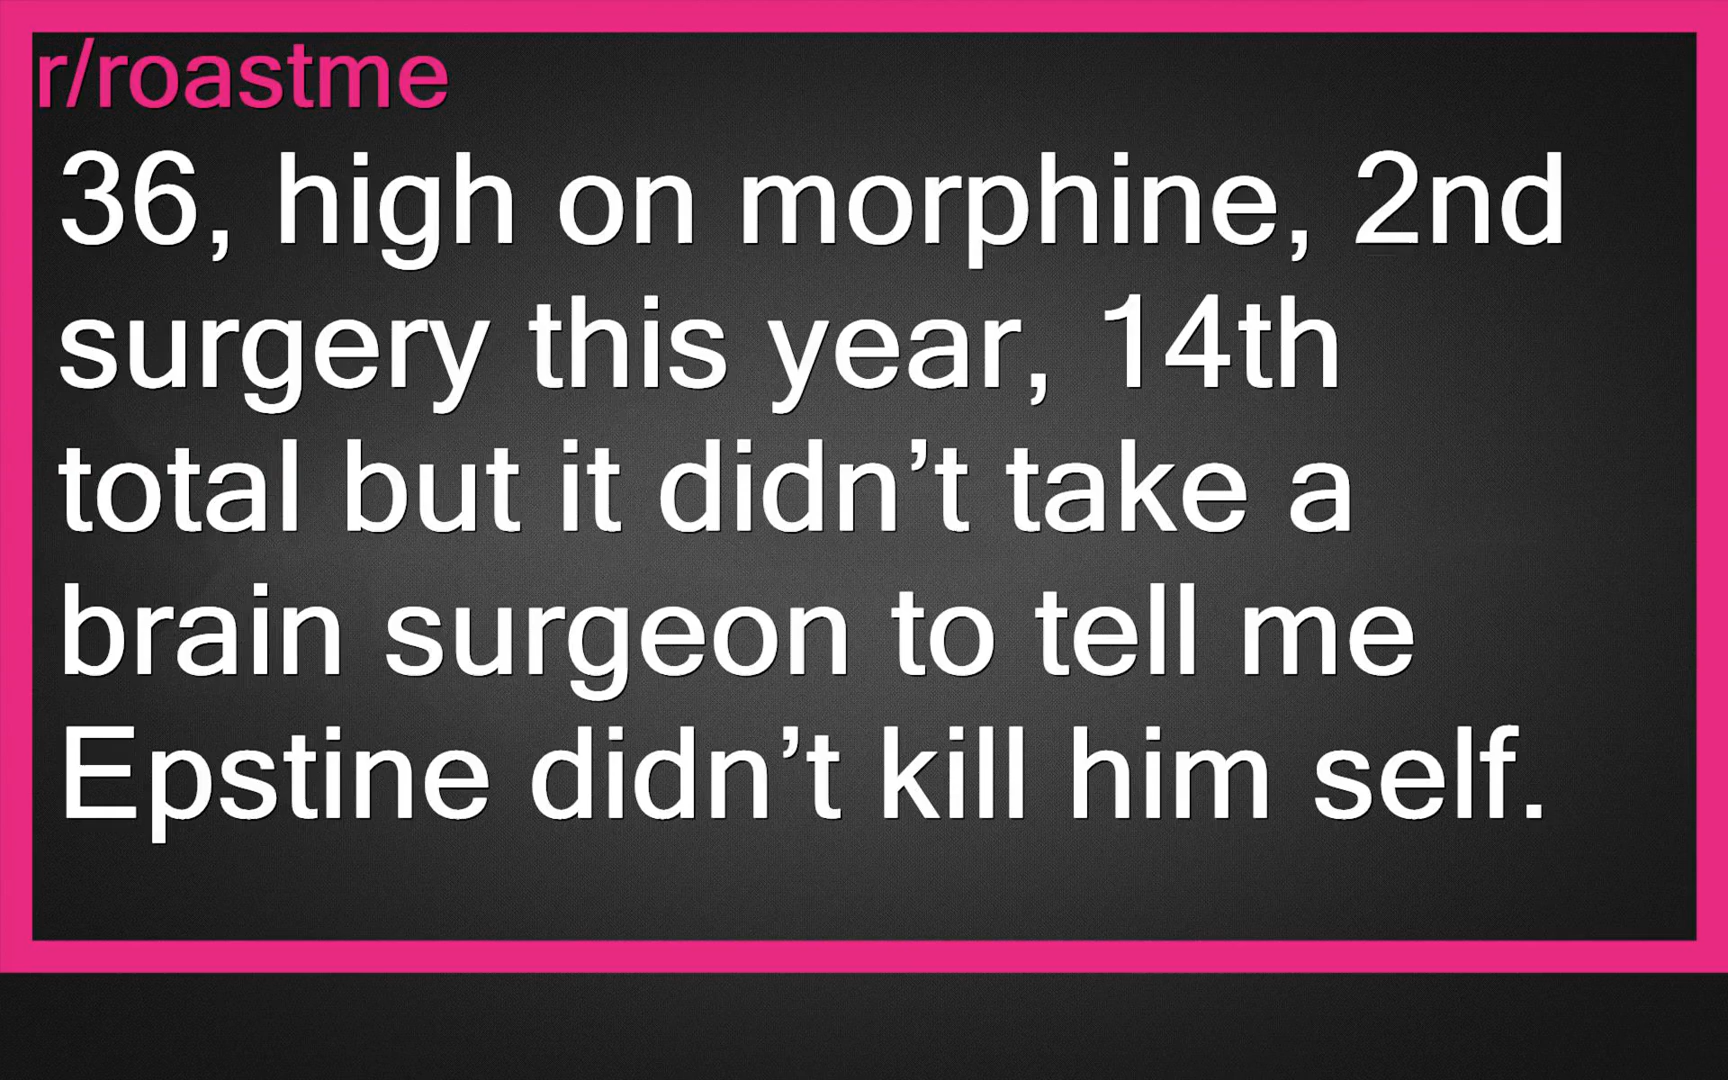 r/roastme
36, high on morphine, 2nd
surgery this year, 14th
total but it didn’t take a
brain surgeon to tell me
Epstine didn’t kill him self.